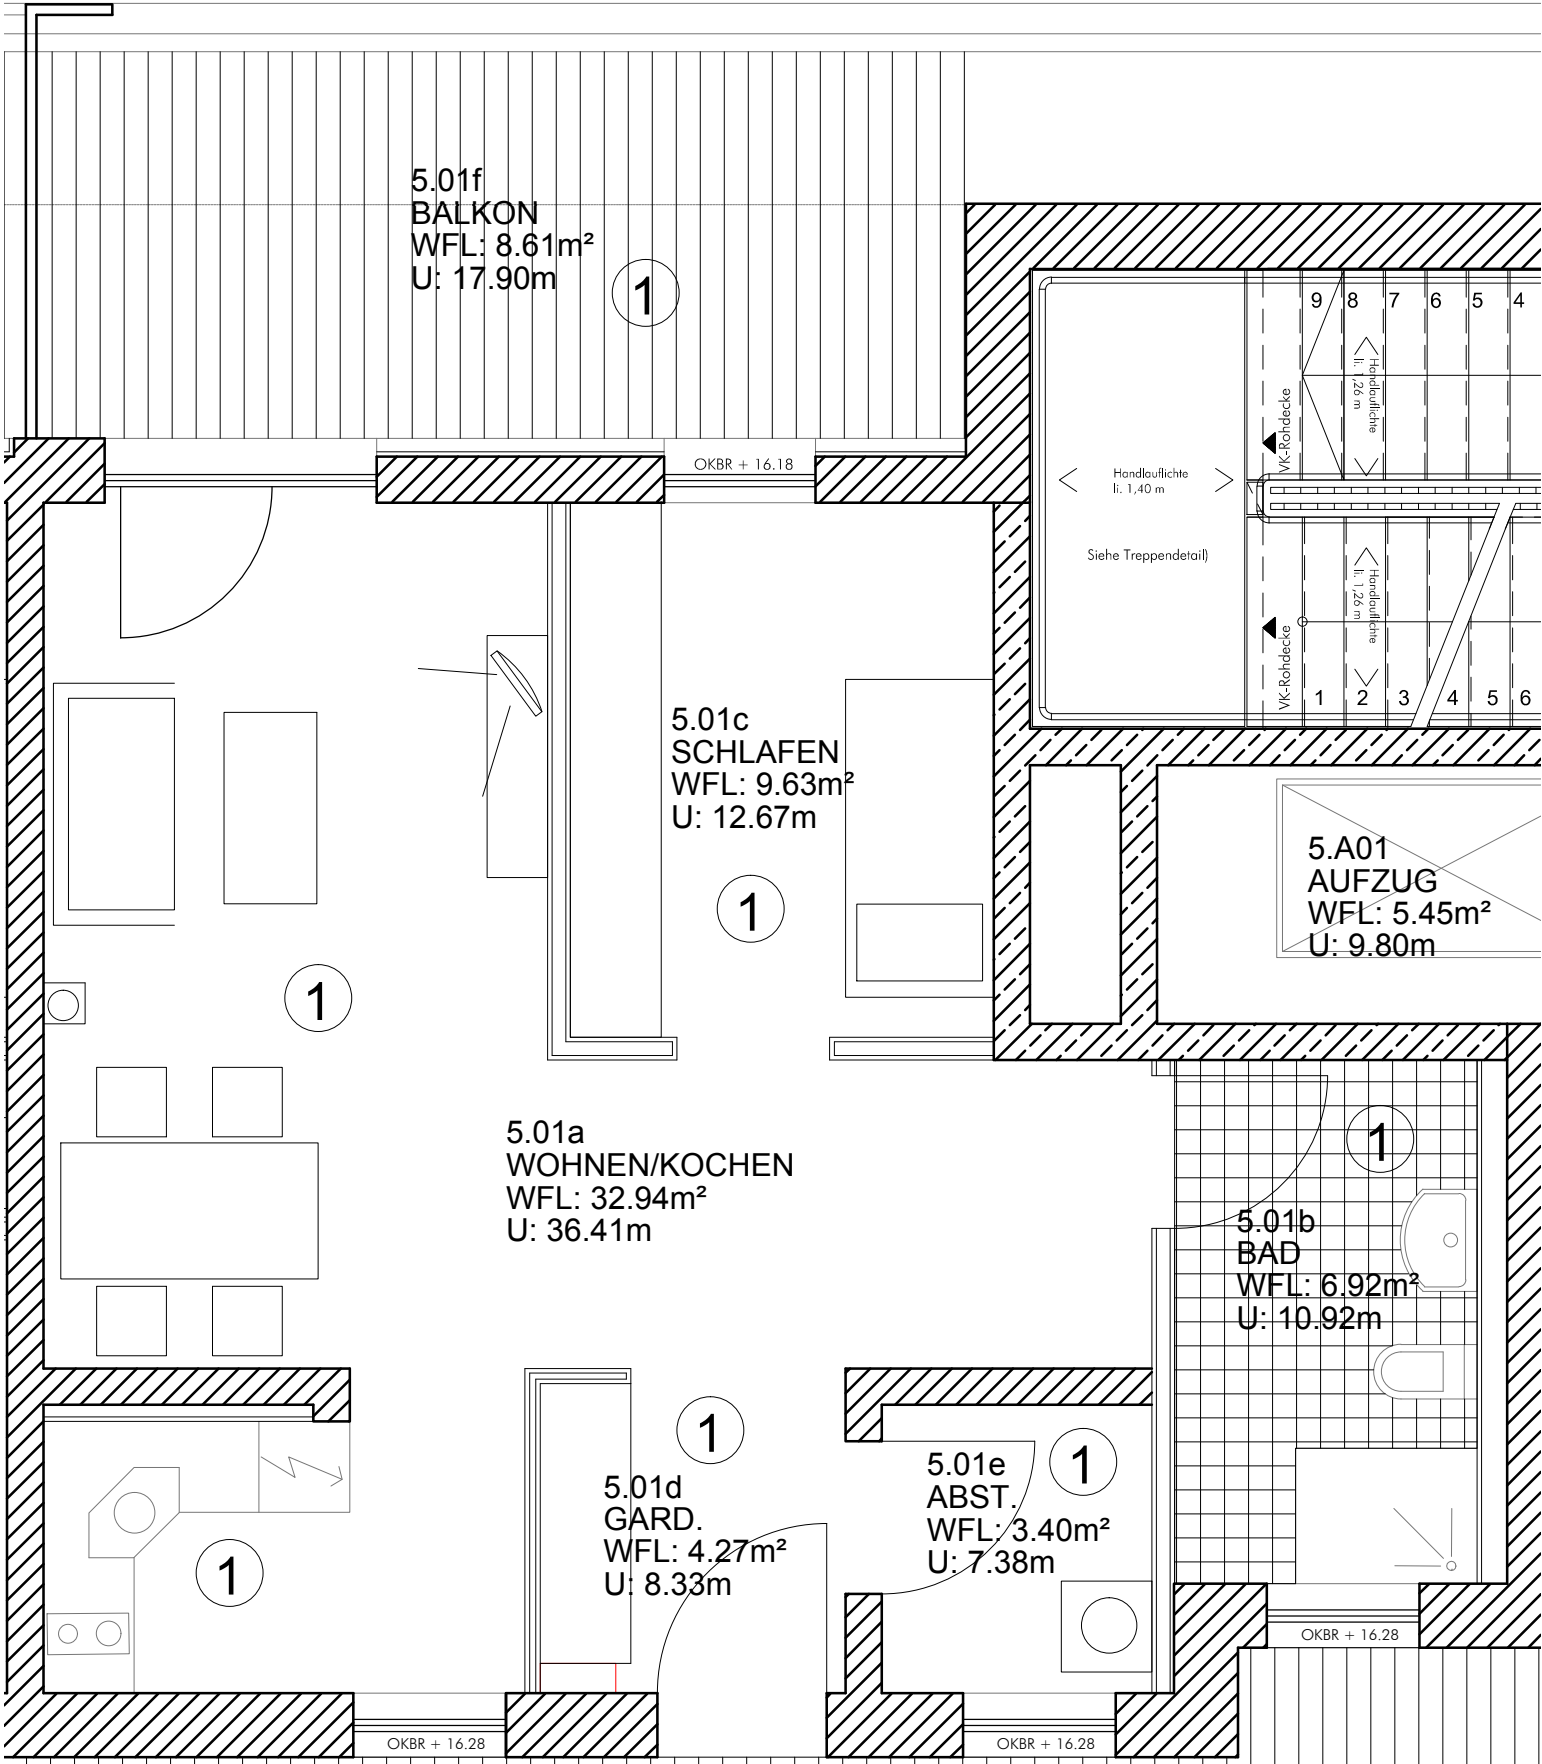 5.01f
BALKON
WFL: 8.61m²
U: 17.90m
1
9 8 7 6 5 4
Handlauflichte
li. 1,26 m
VK-Rohdecke
OKBR + 16.18
Handlauflichte
li. 1,40 m
Siehe Treppendetail)
Handlauflichte
li. 1,26 m
VK-Rohdecke
1 2 3 4 5 6
5.01c
SCHLAFEN
WFL: 9.63m²
U: 12.67m
1
5.A01
AUFZUG
WFL: 5.45m²
U: 9.80m
1
5.01a
WOHNEN/KOCHEN
WFL: 32.94m²
U: 36.41m
1
5.01b
BAD
WFL: 6.92m²
U: 10.92m
1
5.01d
GARD.
WFL: 4.27m²
U: 8.33m
1
5.01e
ABST.
WFL: 3.40m²
U: 7.38m
1
OKBR + 16.28
OKBR + 16.28
OKBR + 16.28